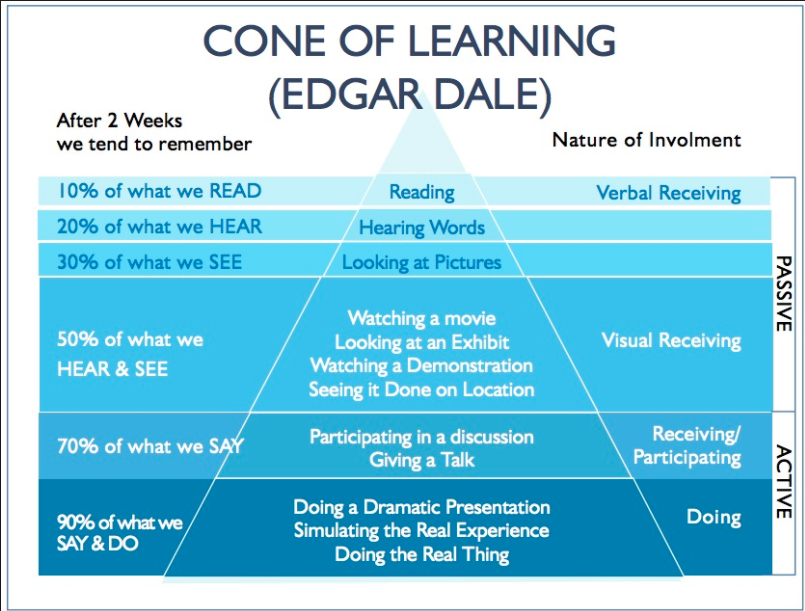 CONE OF LEARNING
(EDGAR DALE)
After 2 Weeks
we tend to remember
Nature of Involment
10% of what we READ
Reading
Verbal Receiving
20% of what we HEAR
Hearing Words
30% of what we SEE
Looking at Pictures
50% of what we
HEAR & SEE
Watching a movie
Looking at an Exhibit
Watching a Demonstration
Seeing it Done on Location
Visual Receiving
PASSIVE
70% of what we SAY
Participating in a discussion
Giving a Talk
Receiving/
Participating
90% of what we
SAY & DO
Doing a Dramatic Presentation
Simulating the Real Experience
Doing the Real Thing
Doing
ACTIVE